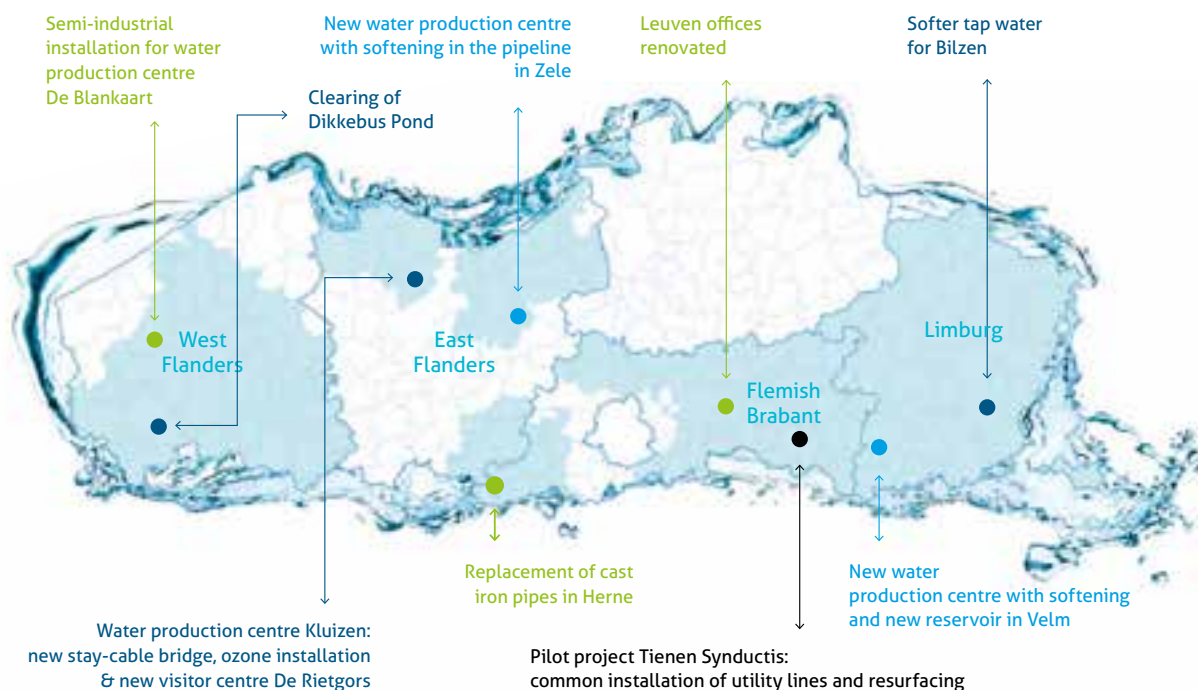 Semi-industrial
installation for water
production centre
De Blankaart
New water production centre
with softening in the pipeline
in Zele
Leuven offices
renovated
Softer tap water
for Bilzen
Clearing of
Dikkebus Pond
West
Flanders
East
Flanders
Limburg
Flemish
Brabant
Replacement of cast
iron pipes in Herne
New water
production centre with softening
and new reservoir in Velm
Water production centre Kluizen:
new stay-cable bridge, ozone installation
& new visitor centre De Rietgors
Pilot project Tienen Synductis:
common installation of utility lines and resurfacing